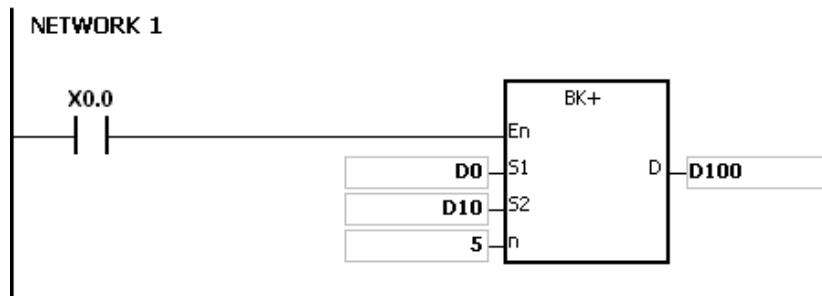 NETWORK 1
X0.0
BK+
En
D0 S1 D D100
D10 S2
5 n